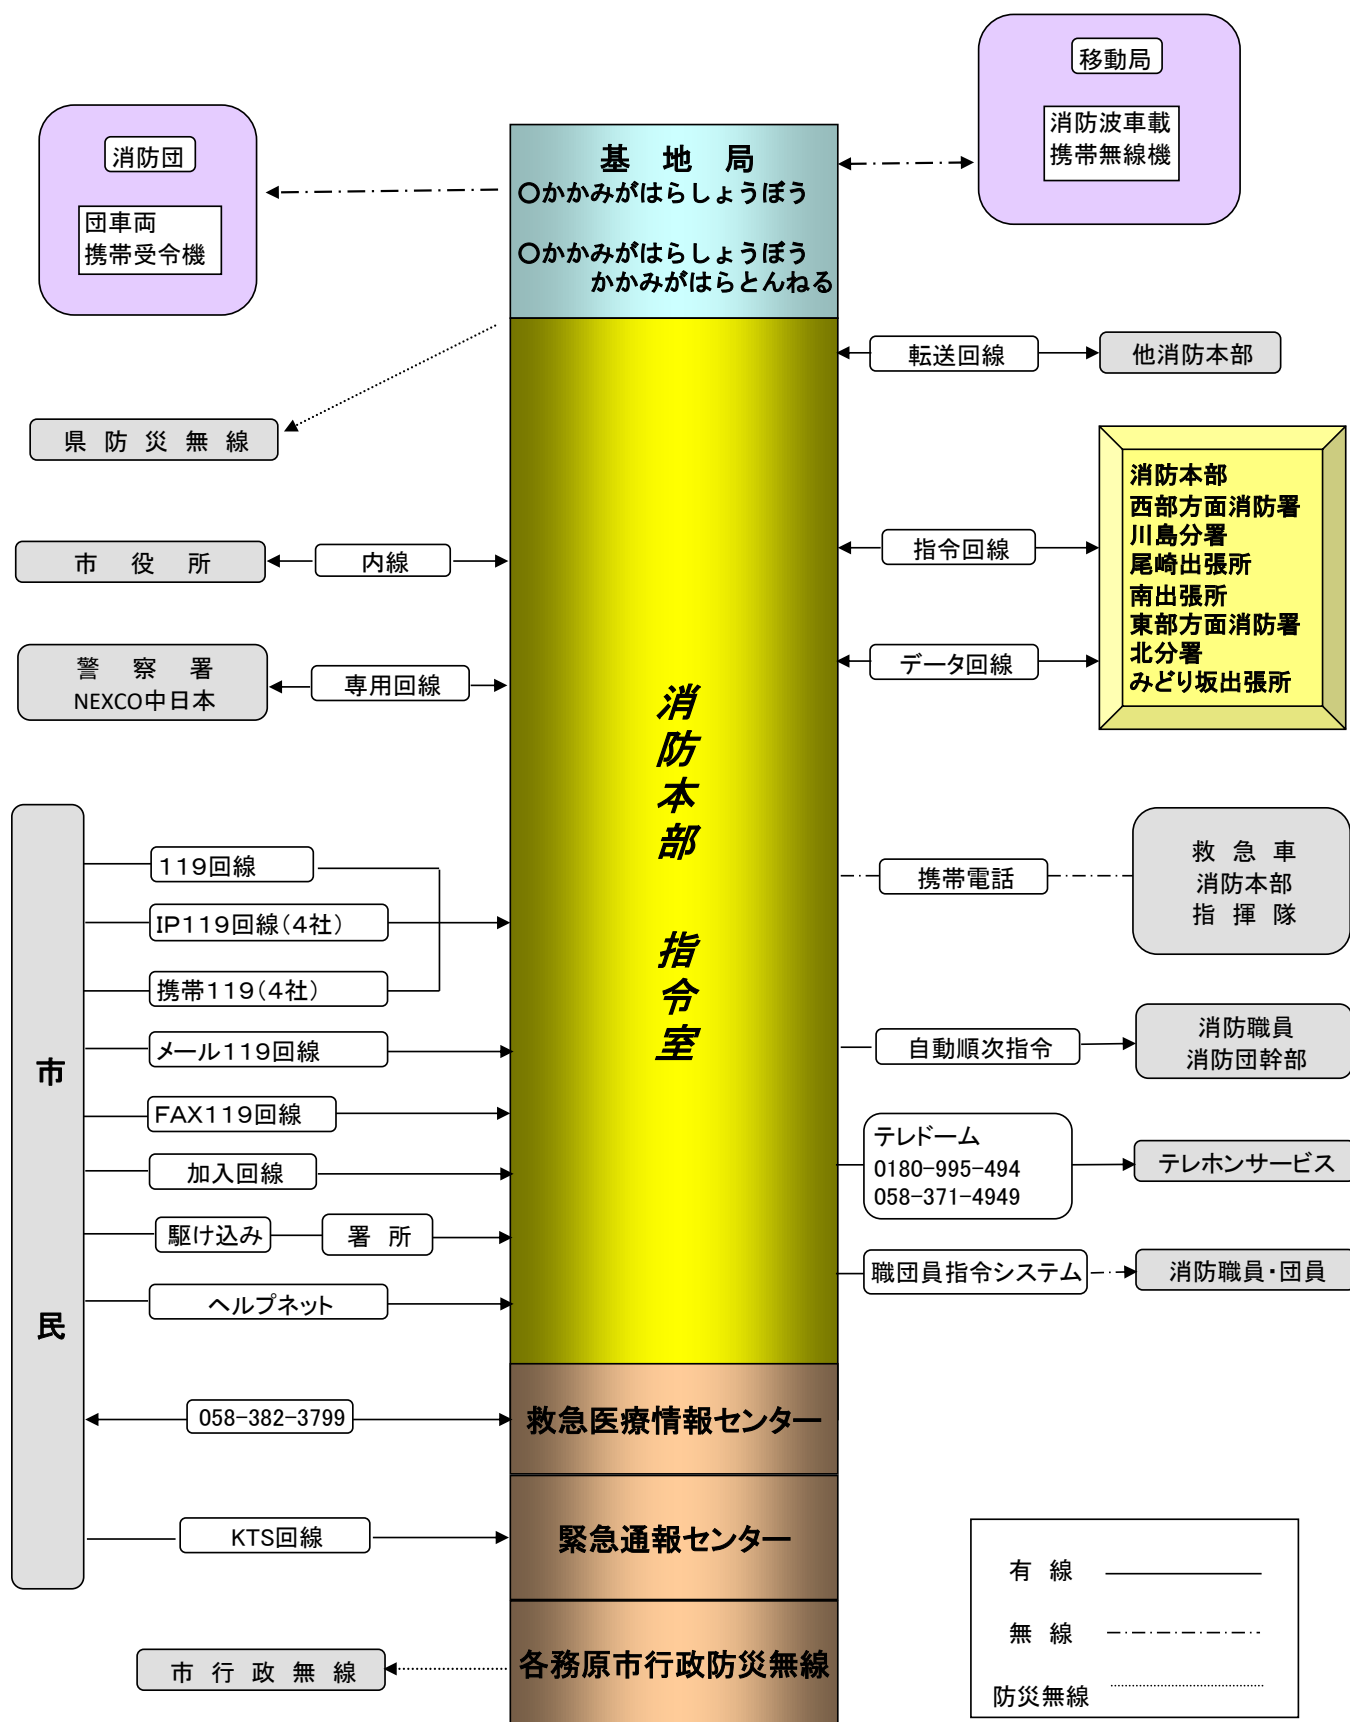 移動局
消防波車載
携帯無線機
消防団
団車両
携帯受令機
基 地 局
○かかみがはらしょうぼう
○かかみがはらしょうぼう
かかみがはらとんねる
転送回線
他消防本部
県 防 災 無 線
消防本部
西部方面消防署
川島分署
尾崎出張所
南出張所
東部方面消防署
北分署
みどり坂出張所
指令回線
データ回線
市 役 所
内線
警 察 署
NEXCO中日本
専用回線
消防本部 指令室
市 民
119回線
IP119回線(4社)
携帯119(4社)
メール119回線
FAX119回線
加入回線
駆け込み
署 所
ヘルプネット
携帯電話
救 急 車
消防本部
指 揮 隊
自動順次指令
消防職員
消防団幹部
テレドーム
0180-995-494
058-371-4949
テレホンサービス
職団員指令システム
消防職員・団員
058-382-3799
救急医療情報センター
KTS回線
緊急通報センター
市 行 政 無 線
各務原市行政防災無線
有 線
無 線
防災無線